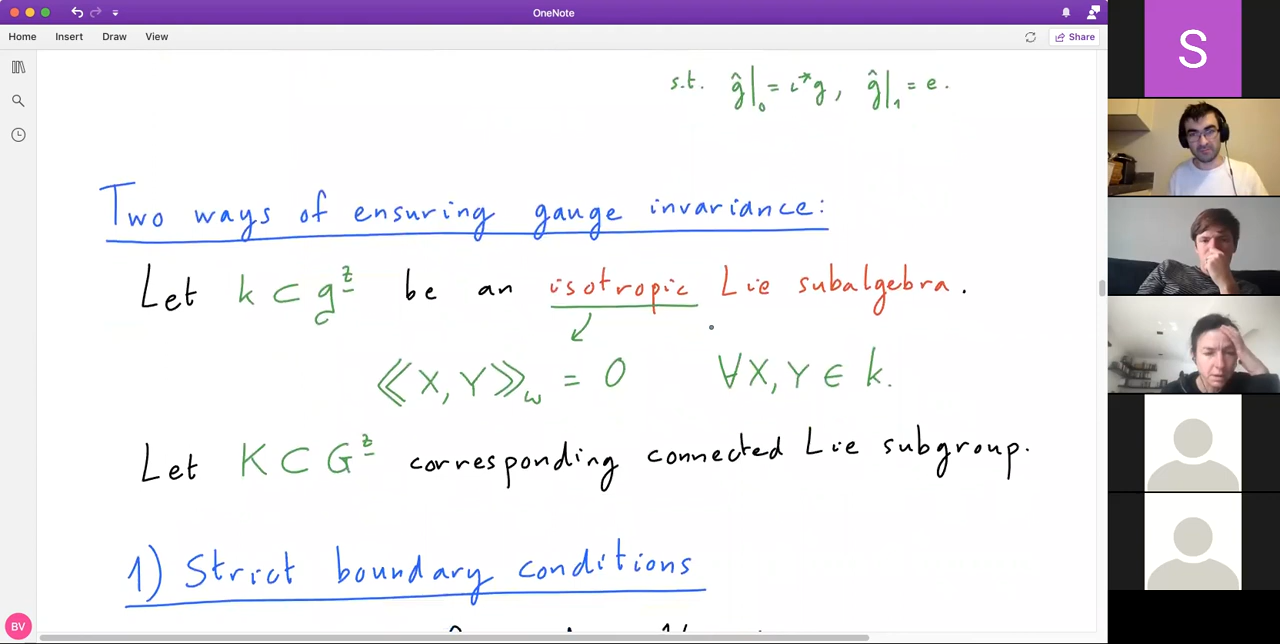 OneNote
Home Insert Draw View
Share
s.t. ĝ|₀ = ι*g, ĝ|₁ = e.
Two ways of ensuring gauge invariance:
Let k ⊂ g^z be an isotropic Lie subalgebra.
⟪X, Y⟫_ω = 0 ∀X, Y ∈ k.
Let K ⊂ G^z corresponding connected Lie subgroup.
1) Strict boundary conditions
BV
S